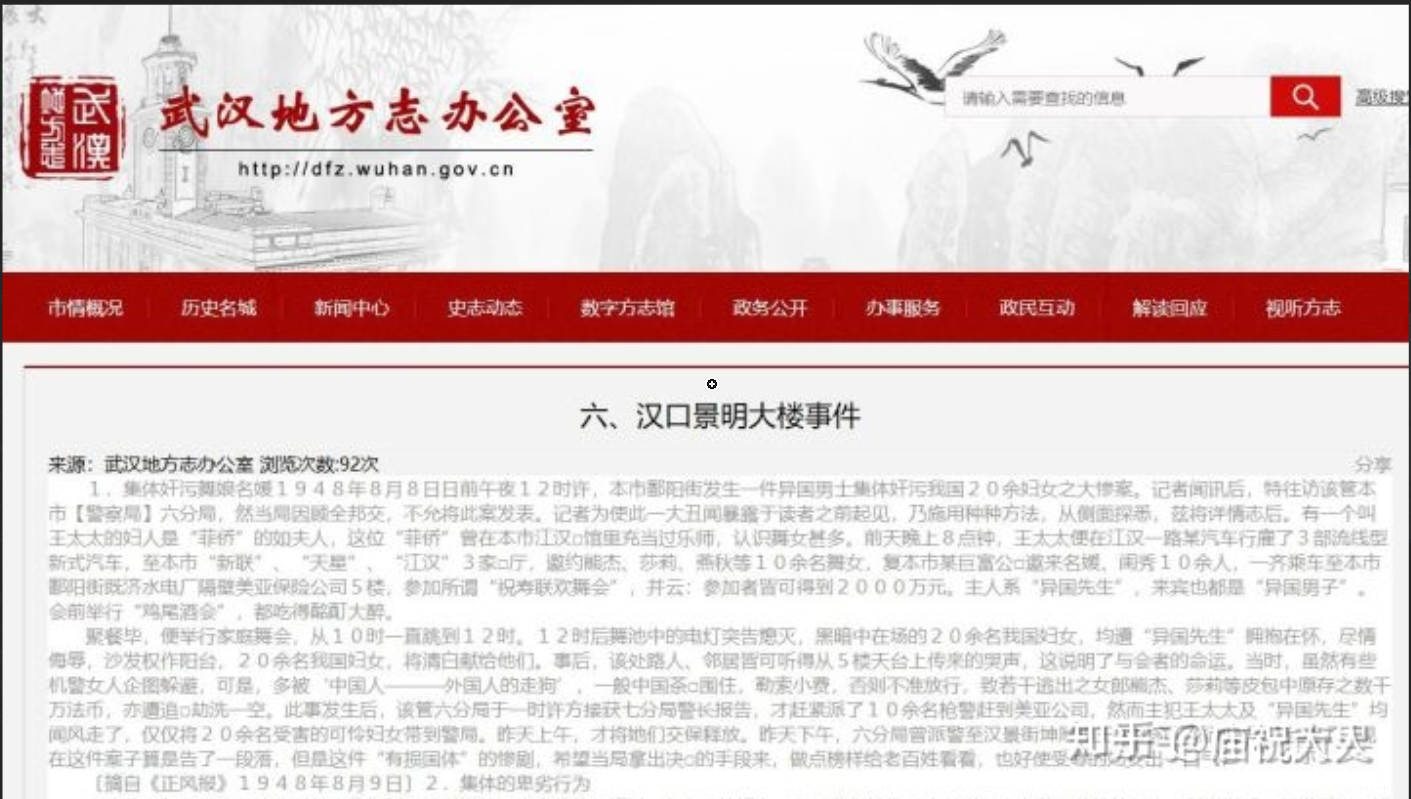 武汉地方志
武汉地方志办公室
http://dfz.wuhan.gov.cn
请输入需要查找的信息
高级搜
市情概况 历史名城 新闻中心 史志动态 数字方志馆 政务公开 办事服务 政民互动 解读回应 视听方志
六、汉口景明大楼事件
来源：武汉地方志办公室 浏览次数:92次
分享
１．集体奸污舞娘名媛１９４８年８月８日日前午夜１２时许，本市鄱阳街发生一件异国男士集体奸污我国２０余妇女之大惨案。记者闻讯后，特往访该管本
市【警察局】六分局，然当局因顾全邦交，不允将此案发表。记者为使此一大丑闻暴露于读者之前起见，乃施用种种方法，从侧面探悉，兹将详情志后。有一个叫
王太太的妇人是“菲侨”的如夫人，这位“菲侨”曾在本市江汉□馆里充当过乐师，认识舞女甚多。前天晚上８点钟，王太太便在江汉一路某汽车行雇了３部流线型
新式汽车，至本市“新联”、“天星”、“江汉”３家□厅，邀约能杰、莎莉、燕秋等１０余名舞女，复本市某巨富公□邀来名媛、闺秀１０余人，一齐乘车至本市
鄱阳街既济水电厂隔壁美亚保险公司５楼，参加所谓“祝寿联欢舞会”，并云：参加者皆可得到２０００万元。主人系“异国先生”，来宾也都是“异国男子”。
会前举行“鸡尾酒会”，都吃得酩酊大醉。
聚餐毕，便举行家庭舞会，从１０时一直跳到１２时。１２时后舞池中的电灯突告熄灭，黑暗中在场的２０余名我国妇女，均遭“异国先生”拥抱在怀，尽情
侮辱，沙发权作阳台，２０余名我国妇女，将清白献给他们。事后，该处路人、邻居皆可听得从５楼天台上传来的哭声，这说明了与会者的命运。当时，虽然有些
机警女人企图躲避，可是，多被‘中国人———外国人的走狗’，一般中国茶□围住，勒索小费，否则不准放行，致若干逃出之女郎熊杰、莎莉等皮包中原存之数千
万法币，亦遭追□劫洗一空。此事发生后，该管六分局于一时许方接获七分局警长报告，才赶紧派了１０余名枪警赶到美亚公司，然而主犯王太太及“异国先生”均
闻风走了，仅仅将２０余名受害的可怜妇女带到警局。昨天上午，才将她们交保释放。昨天下午，六分局曾派警至汉景街坤
在这件案子算是告了一段落，但是这件“有损国体”的惨剧，希望当局拿出决□的手段来，做点榜样给老百姓看看，也好使受
〔摘自《正风报》１９４８年８月９日〕２．集体的卑劣行为
知乎 @庙祝大人